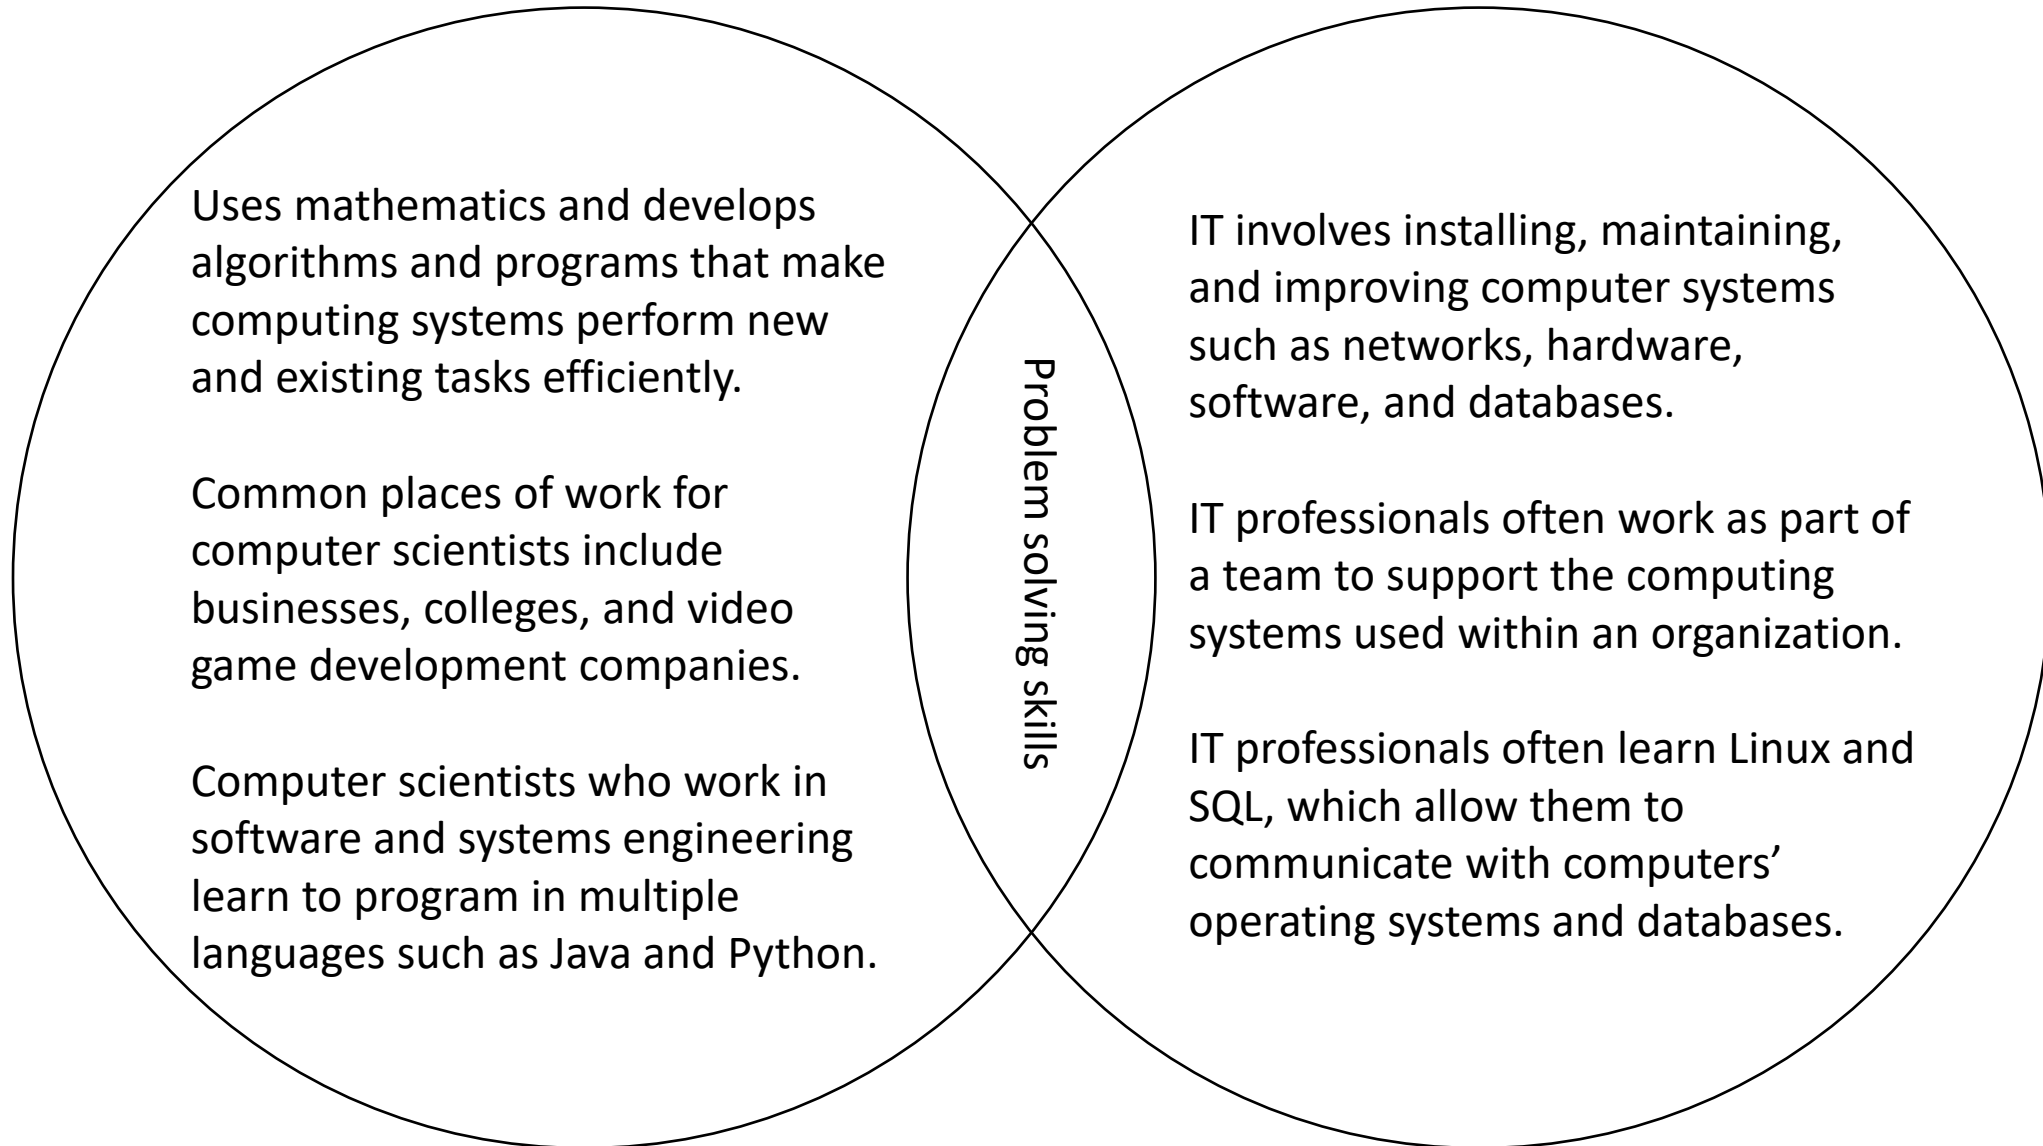 Uses mathematics and develops
algorithms and programs that make
computing systems perform new
and existing tasks efficiently.
Common places of work for
computer scientists include
businesses, colleges, and video
game development companies.
Computer scientists who work in
software and systems engineering
learn to program in multiple
languages such as Java and Python.
Problem solving skills
IT involves installing, maintaining,
and improving computer systems
such as networks, hardware,
software, and databases.
IT professionals often work as part of
a team to support the computing
systems used within an organization.
IT professionals often learn Linux and
SQL, which allow them to
communicate with computers’
operating systems and databases.